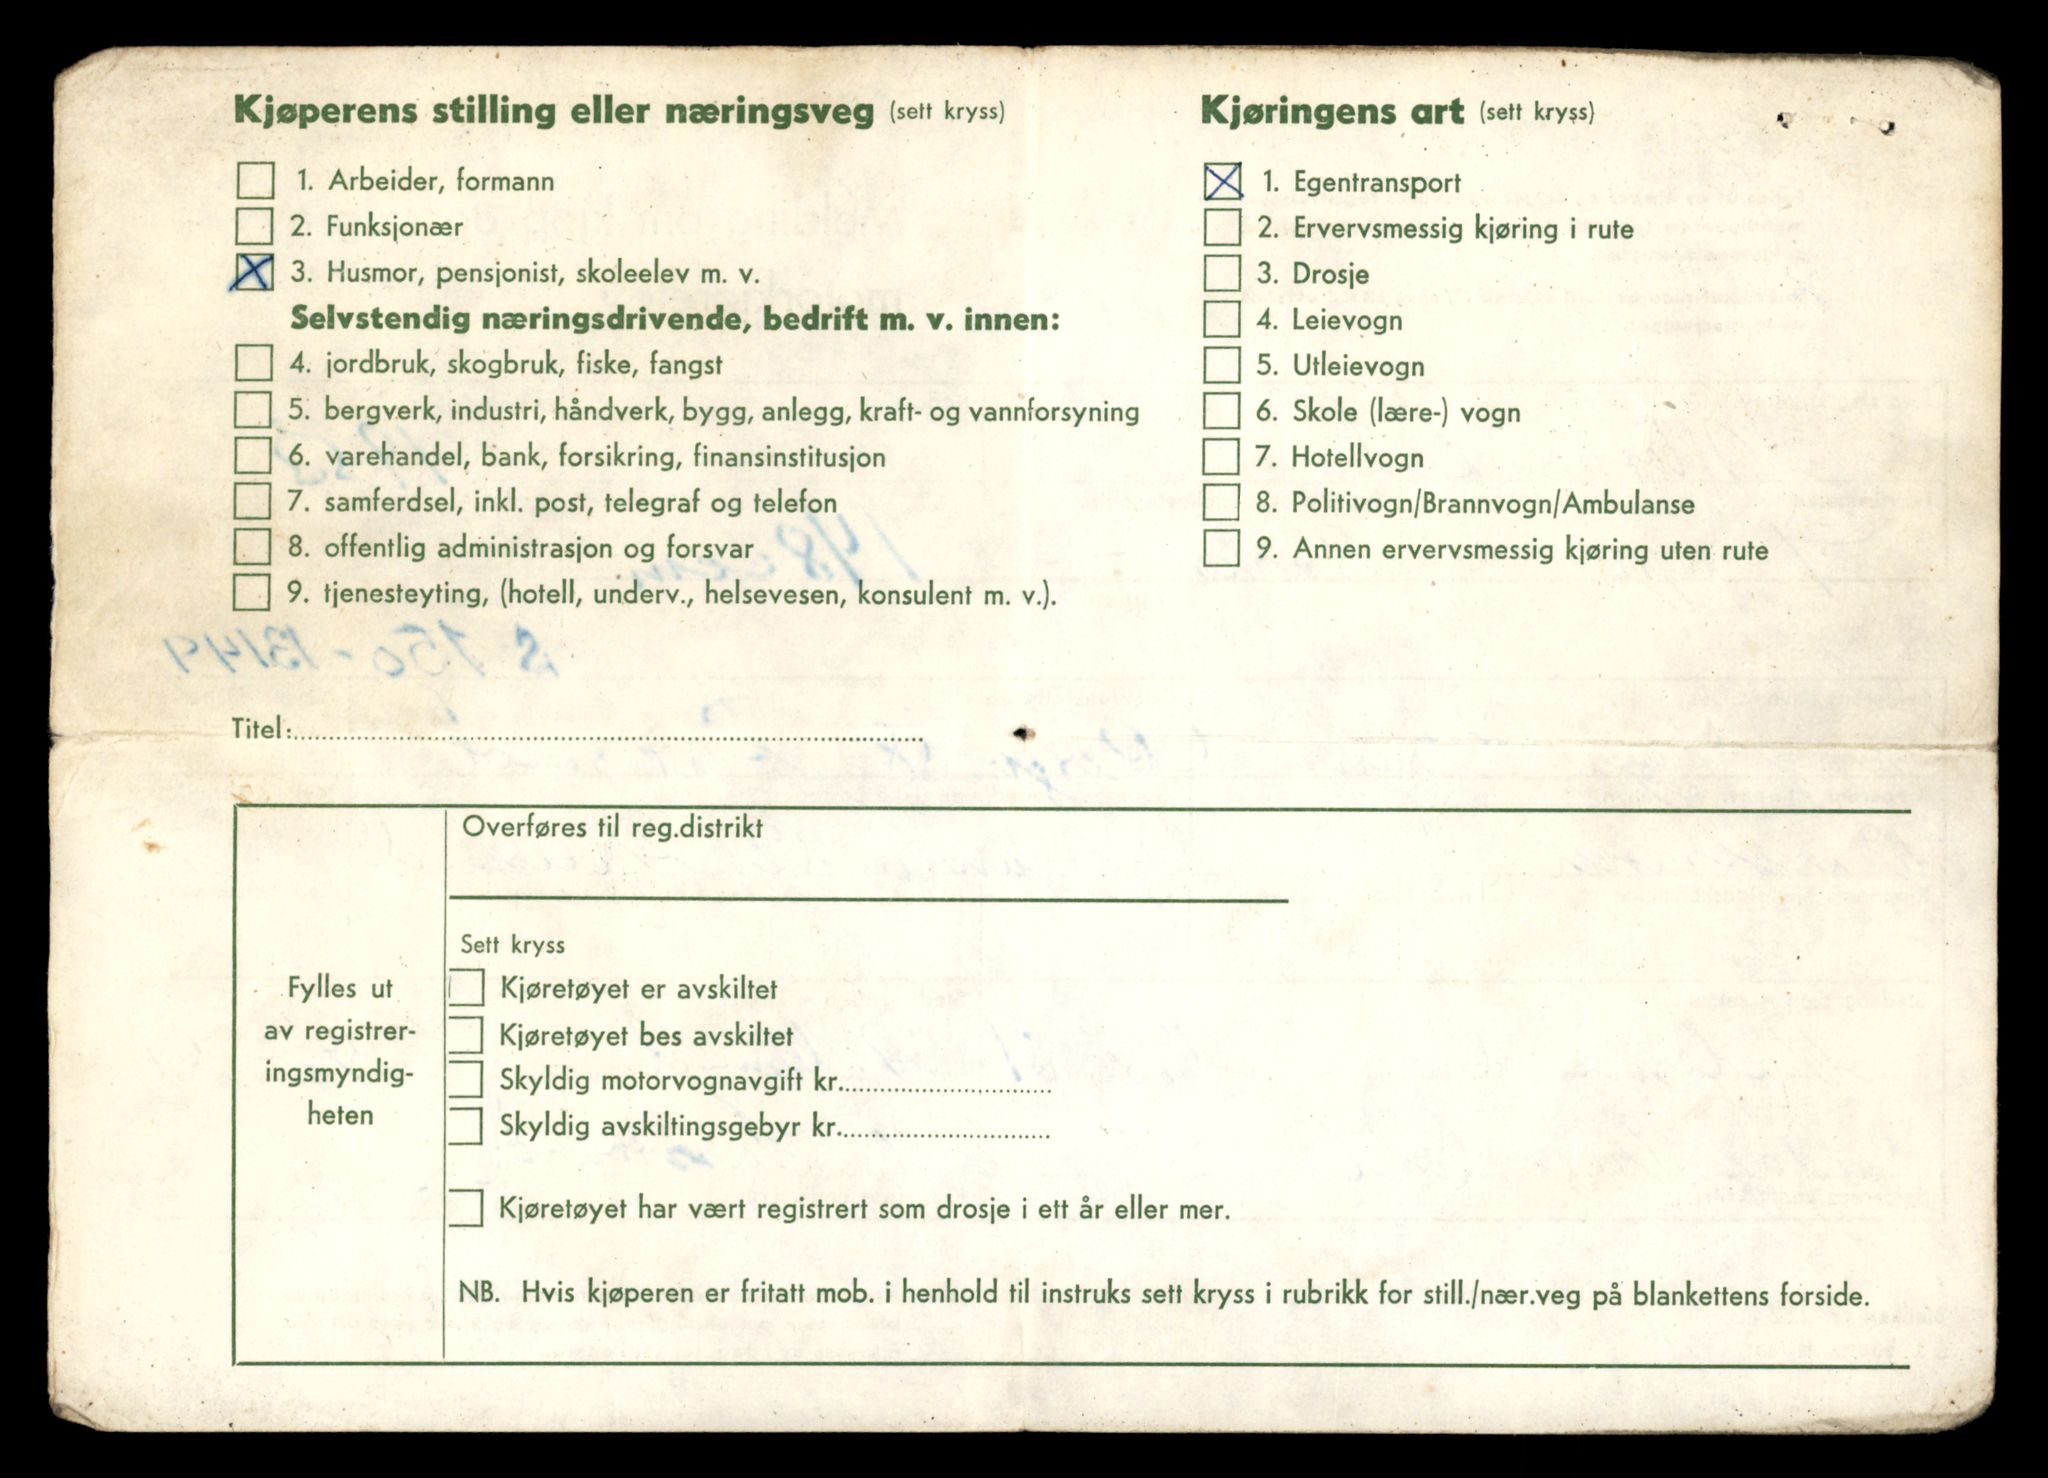 Kjøperens stilling eller næringsveg (sett kryss)
1. Arbeider, formann
2. Funksjonær
3. Husmor, pensjonist, skoleelev m. v.
Selvstendig næringsdrivende, bedrift m. v. innen:
4. jordbruk, skogbruk, fiske, fangst
5. bergverk, industri, håndverk, bygg, anlegg, kraft- og vannforsyning
6. varehandel, bank, forsikring, finansinstitusjon
7. samferdsel, inkl. post, telegraf og telefon
8. offentlig administrasjon og forsvar
9. tjenesteyting, (hotell, underv., helsevesen, konsulent m. v.).
Titel:
Kjøringens art (sett kryss)
1. Egentransport
2. Ervervsmessig kjøring i rute
3. Drosje
4. Leievogn
5. Utleievogn
6. Skole (lære-) vogn
7. Hotellvogn
8. Politivogn/Brannvogn/Ambulanse
9. Annen ervervsmessig kjøring uten rute
Fylles ut
av registrer-
ingsmyndig-
heten
Overføres til reg.distrikt
Sett kryss
Kjøretøyet er avskiltet
Kjøretøyet bes avskiltet
Skyldig motorvognavgift kr.
Skyldig avskiltingsgebyr kr.
Kjøretøyet har vært registrert som drosje i ett år eller mer.
NB. Hvis kjøperen er fritatt mob. i henhold til instruks sett kryss i rubrikk for still./nær.veg på blankettens forside.